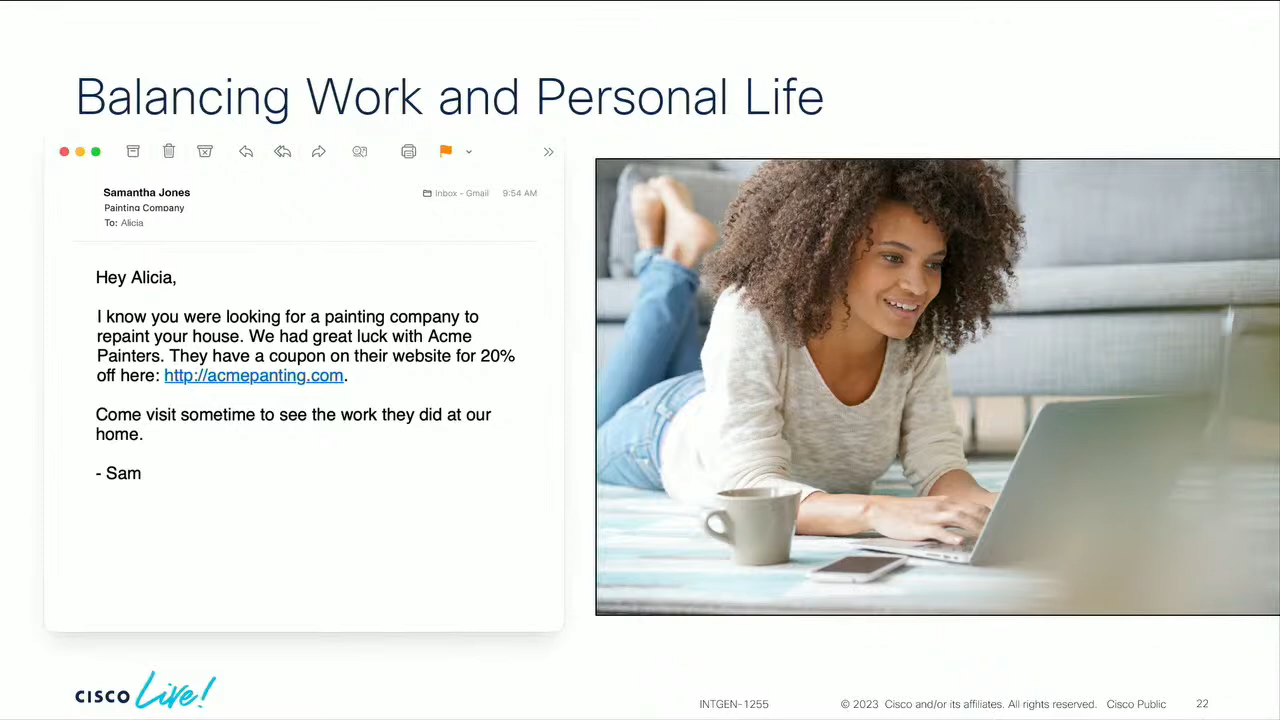 Balancing Work and Personal Life
Samantha Jones
Inbox - Gmail 9:54 AM
Painting Company
To: Alicia
Hey Alicia,
I know you were looking for a painting company to
repaint your house. We had great luck with Acme
Painters. They have a coupon on their website for 20%
off here: http://acmepanting.com.
Come visit sometime to see the work they did at our
home.
- Sam
CISCO Live!
INTGEN-1255
© 2023 Cisco and/or its affiliates. All rights reserved. Cisco Public
22